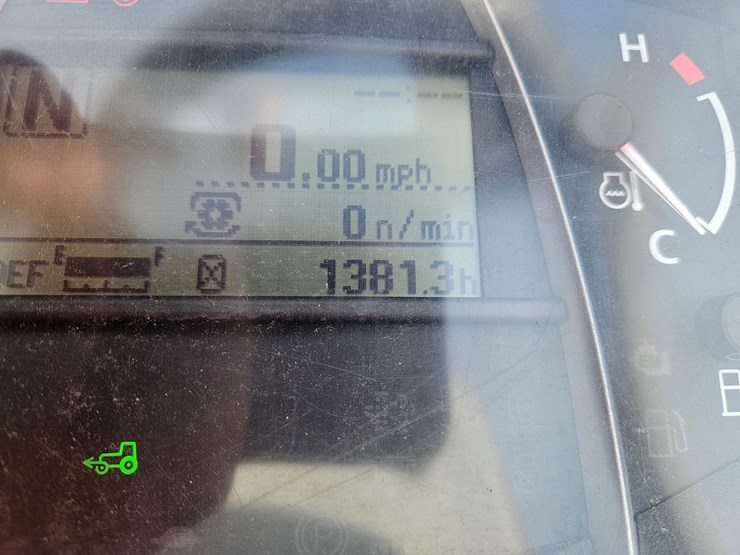 N
--:--
0.00 mph
0 n/min
DEF E F
1381.3h
H
C
P